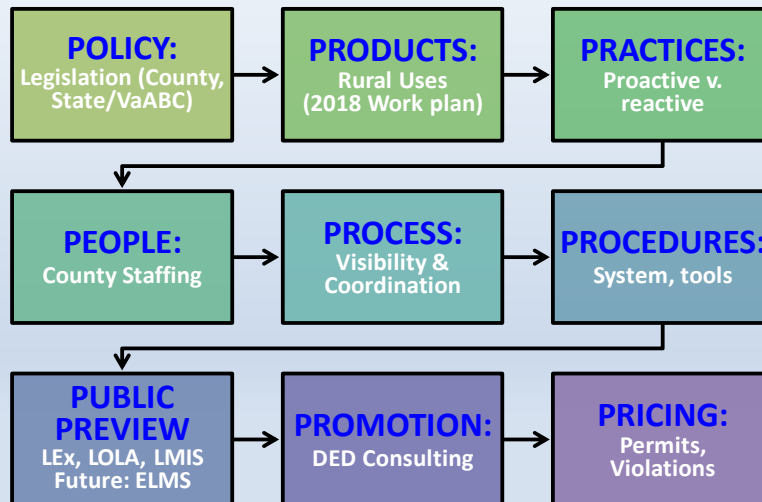 POLICY:
Legislation (County,
State/VaABC)
PRODUCTS:
Rural Uses
(2018 Work plan)
PRACTICES:
Proactive v.
reactive
PEOPLE:
County Staffing
PROCESS:
Visibility &
Coordination
PROCEDURES:
System, tools
PUBLIC
PREVIEW
LEx, LOLA, LMIS
Future: ELMS
PROMOTION:
DED Consulting
PRICING:
Permits,
Violations